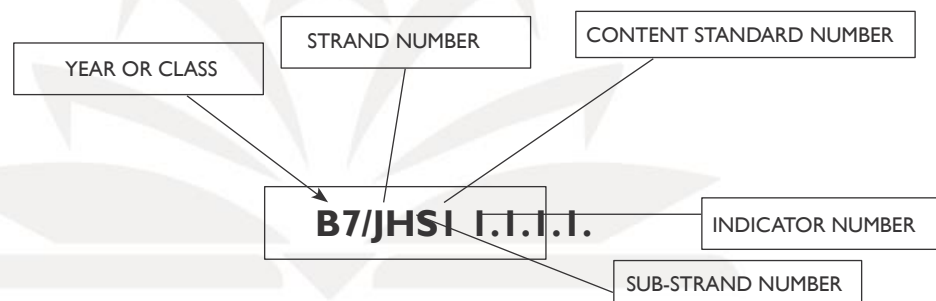 STRAND NUMBER
CONTENT STANDARD NUMBER
YEAR OR CLASS
B7/JHS1 1.1.1.1.
INDICATOR NUMBER
SUB-STRAND NUMBER